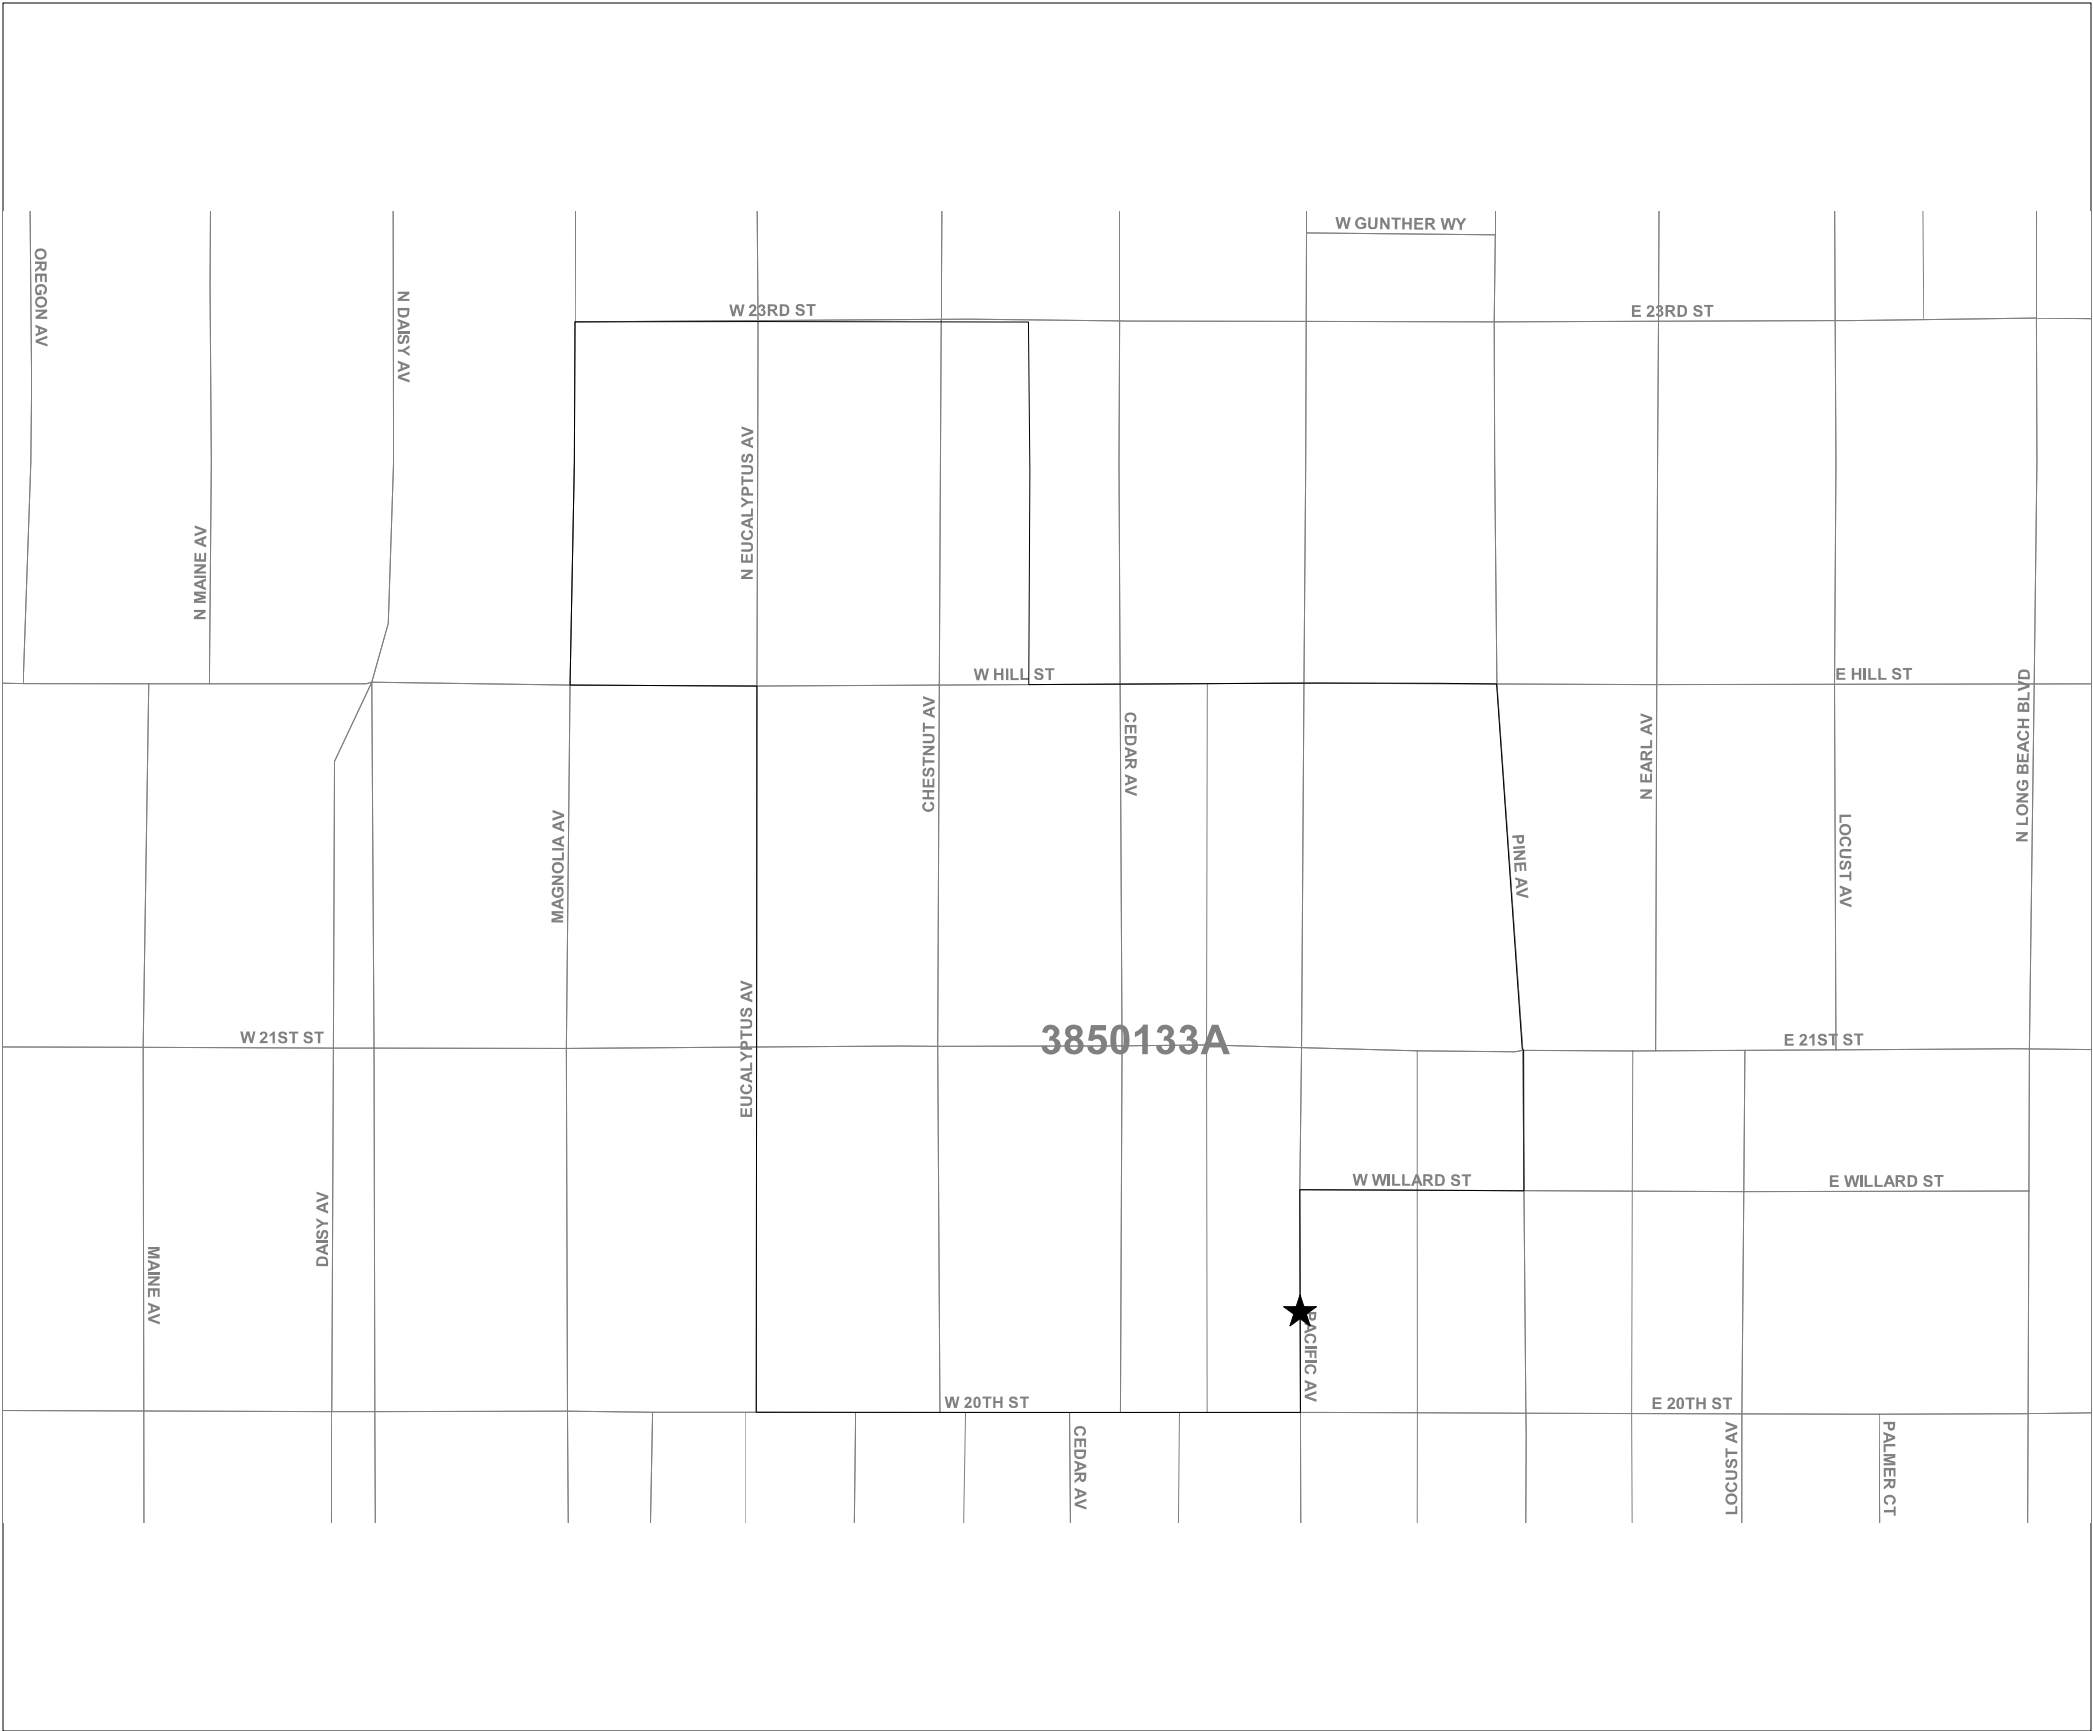 W GUNTHER WY
OREGON AV
N DAISY AV
W 23RD ST
E 23RD ST
N EUCALYPTUS AV
N MAINE AV
W HILL ST
E HILL ST
N LONG BEACH BLVD
CHESTNUT AV
CEDAR AV
N EARL AV
MAGNOLIA AV
PINE AV
LOCUST AV
EUCALYPTUS AV
W 21ST ST
3850133A
E 21ST ST
W WILLARD ST
E WILLARD ST
DAISY AV
MAINE AV
PACIFIC AV
W 20TH ST
E 20TH ST
CEDAR AV
LOCUST AV
PALMER CT